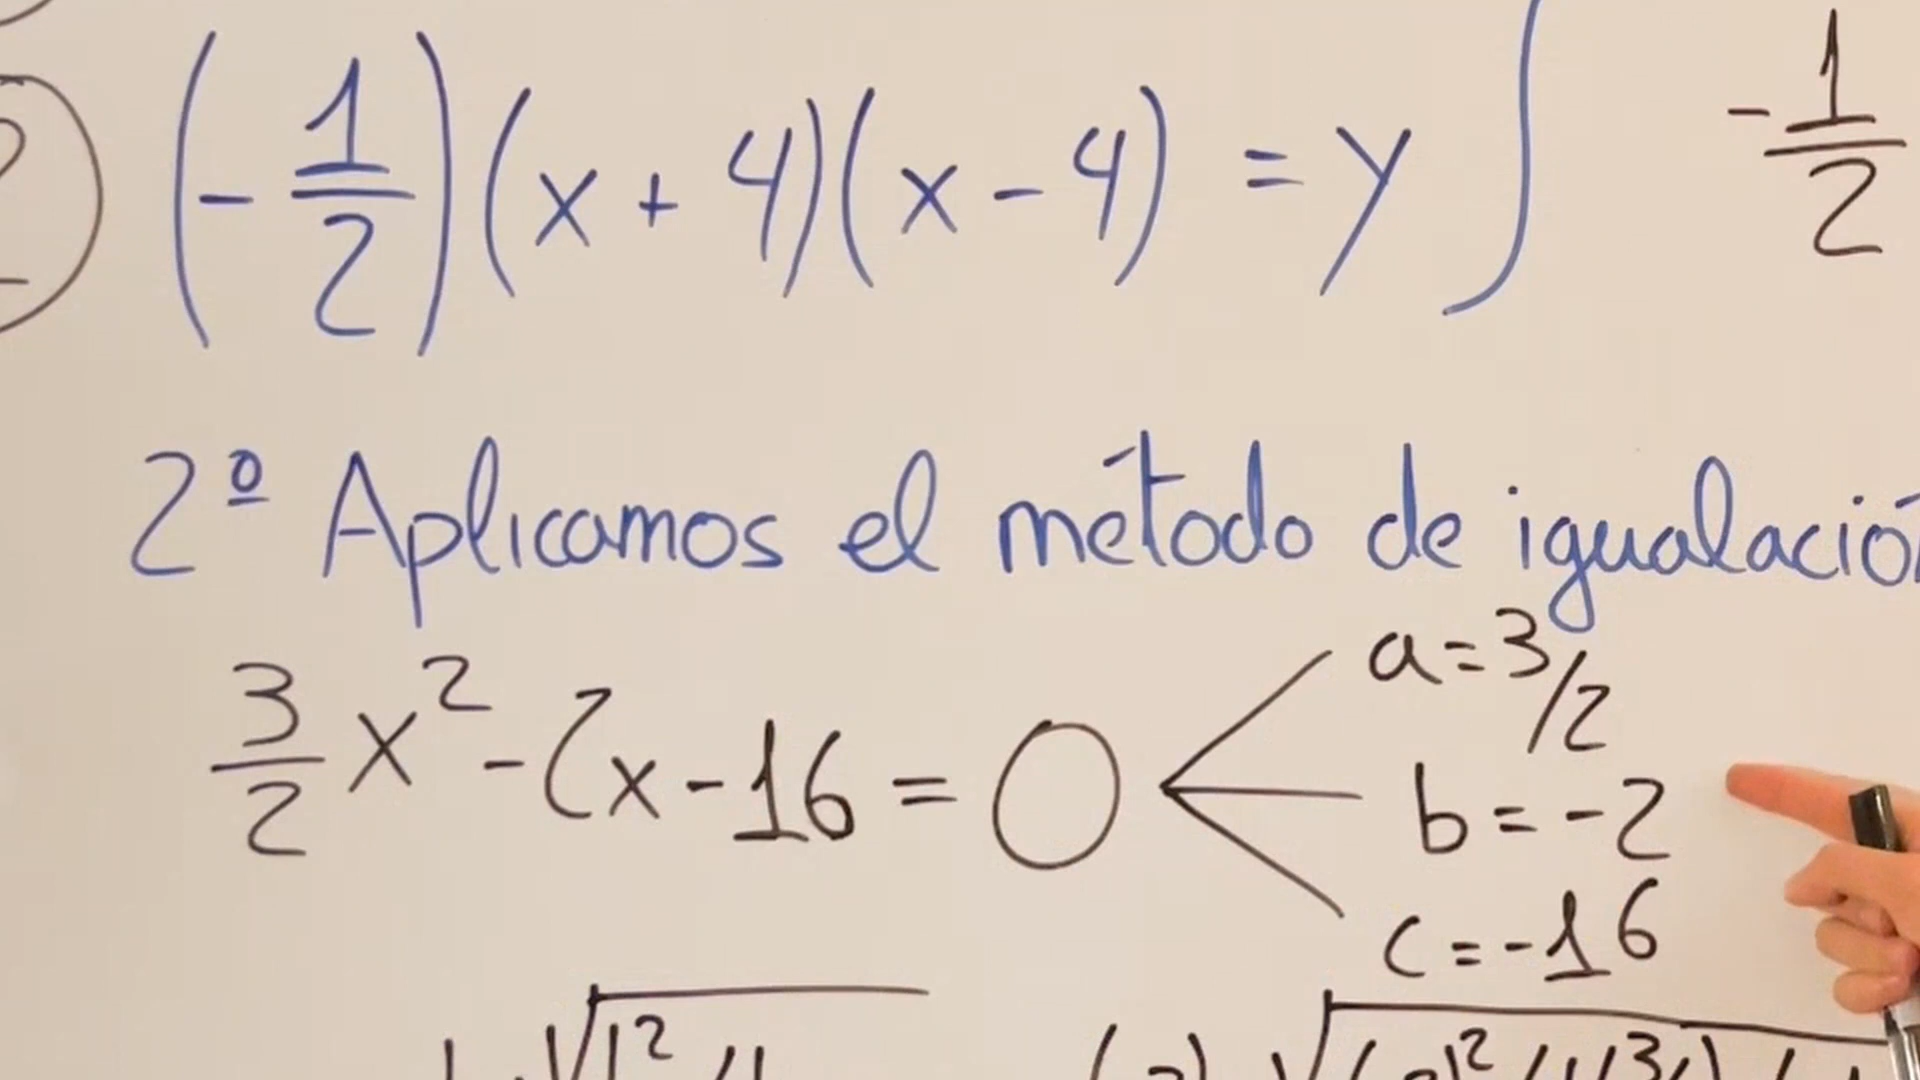 (-1/2)(x + 4)(x - 4) = y
-1/2
2º Aplicamos el método de igualación
3/2 x² - 2x - 16 = 0
a = 3/2
b = -2
c = -16